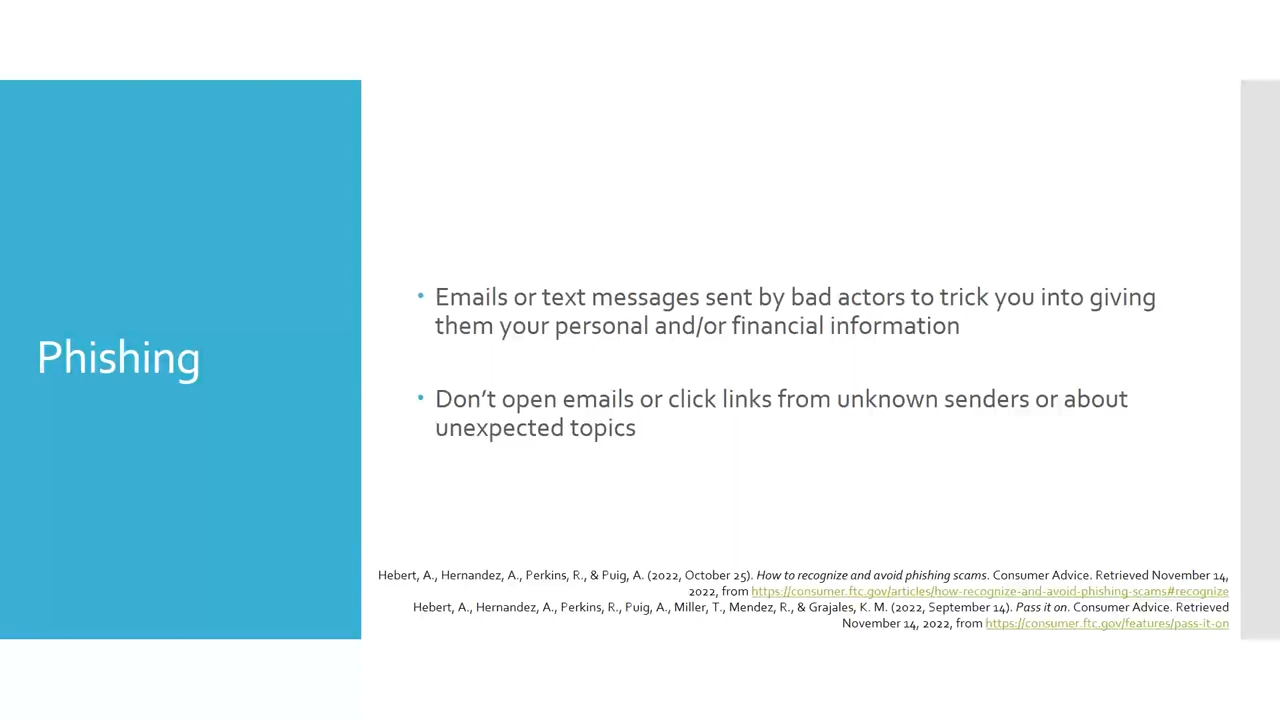 Phishing
• Emails or text messages sent by bad actors to trick you into giving
them your personal and/or financial information
• Don’t open emails or click links from unknown senders or about
unexpected topics
Hebert, A., Hernandez, A., Perkins, R., & Puig, A. (2022, October 25). How to recognize and avoid phishing scams. Consumer Advice. Retrieved November 14,
2022, from https://consumer.ftc.gov/articles/how-recognize-and-avoid-phishing-scams#recognize
Hebert, A., Hernandez, A., Perkins, R., Puig, A., Miller, T., Mendez, R., & Grajales, K. M. (2022, September 14). Pass it on. Consumer Advice. Retrieved
November 14, 2022, from https://consumer.ftc.gov/features/pass-it-on